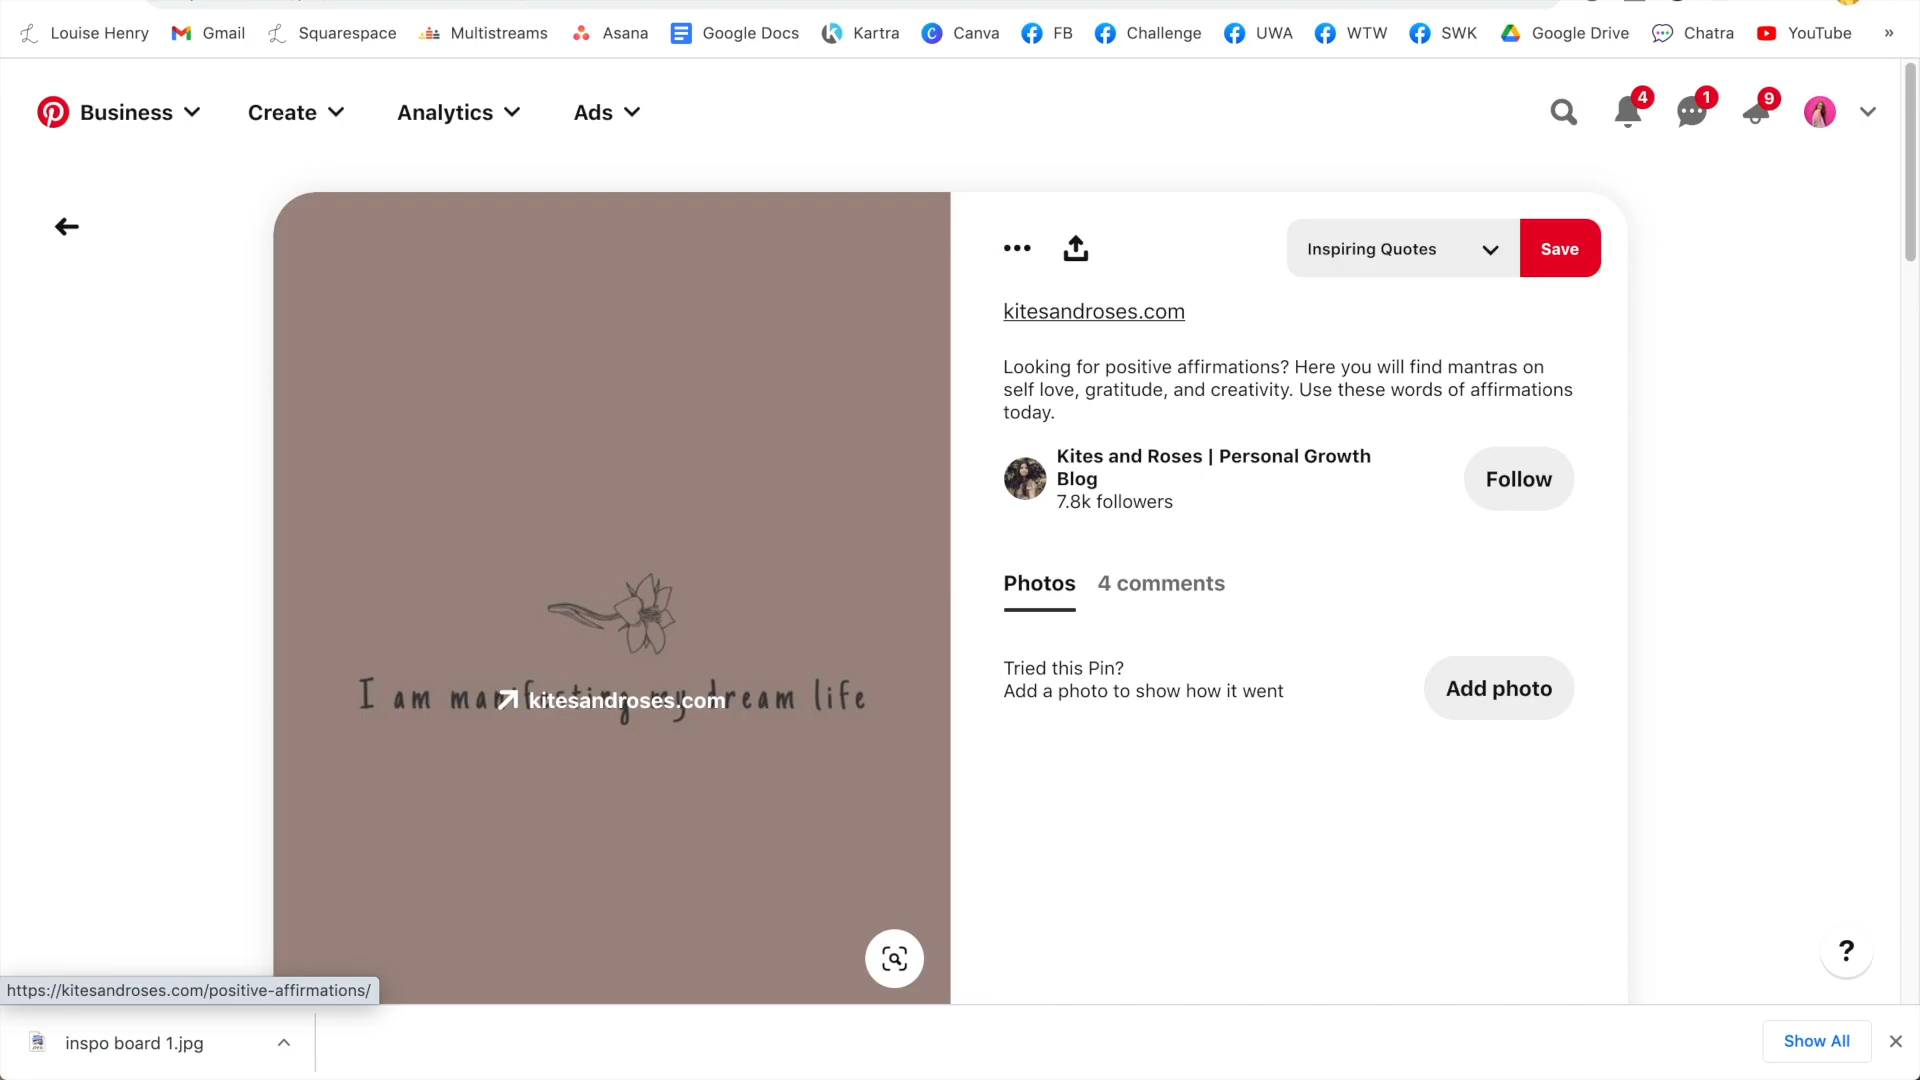 Louise Henry Gmail Squarespace Multistreams Asana Google Docs Kartra Canva FB Challenge UWA WTW SWK Google Drive Chatra YouTube »
Business Create Analytics Ads 4 1 9
Inspiring Quotes Save
kitesandroses.com
Looking for positive affirmations? Here you will find mantras on
self love, gratitude, and creativity. Use these words of affirmations
today.
Kites and Roses | Personal Growth
Blog
7.8k followers
Follow
Photos 4 comments
Tried this Pin?
Add a photo to show how it went
Add photo
I am manifesting my dream life
kitesandroses.com
?
https://kitesandroses.com/positive-affirmations/
inspo board 1.jpg
Show All